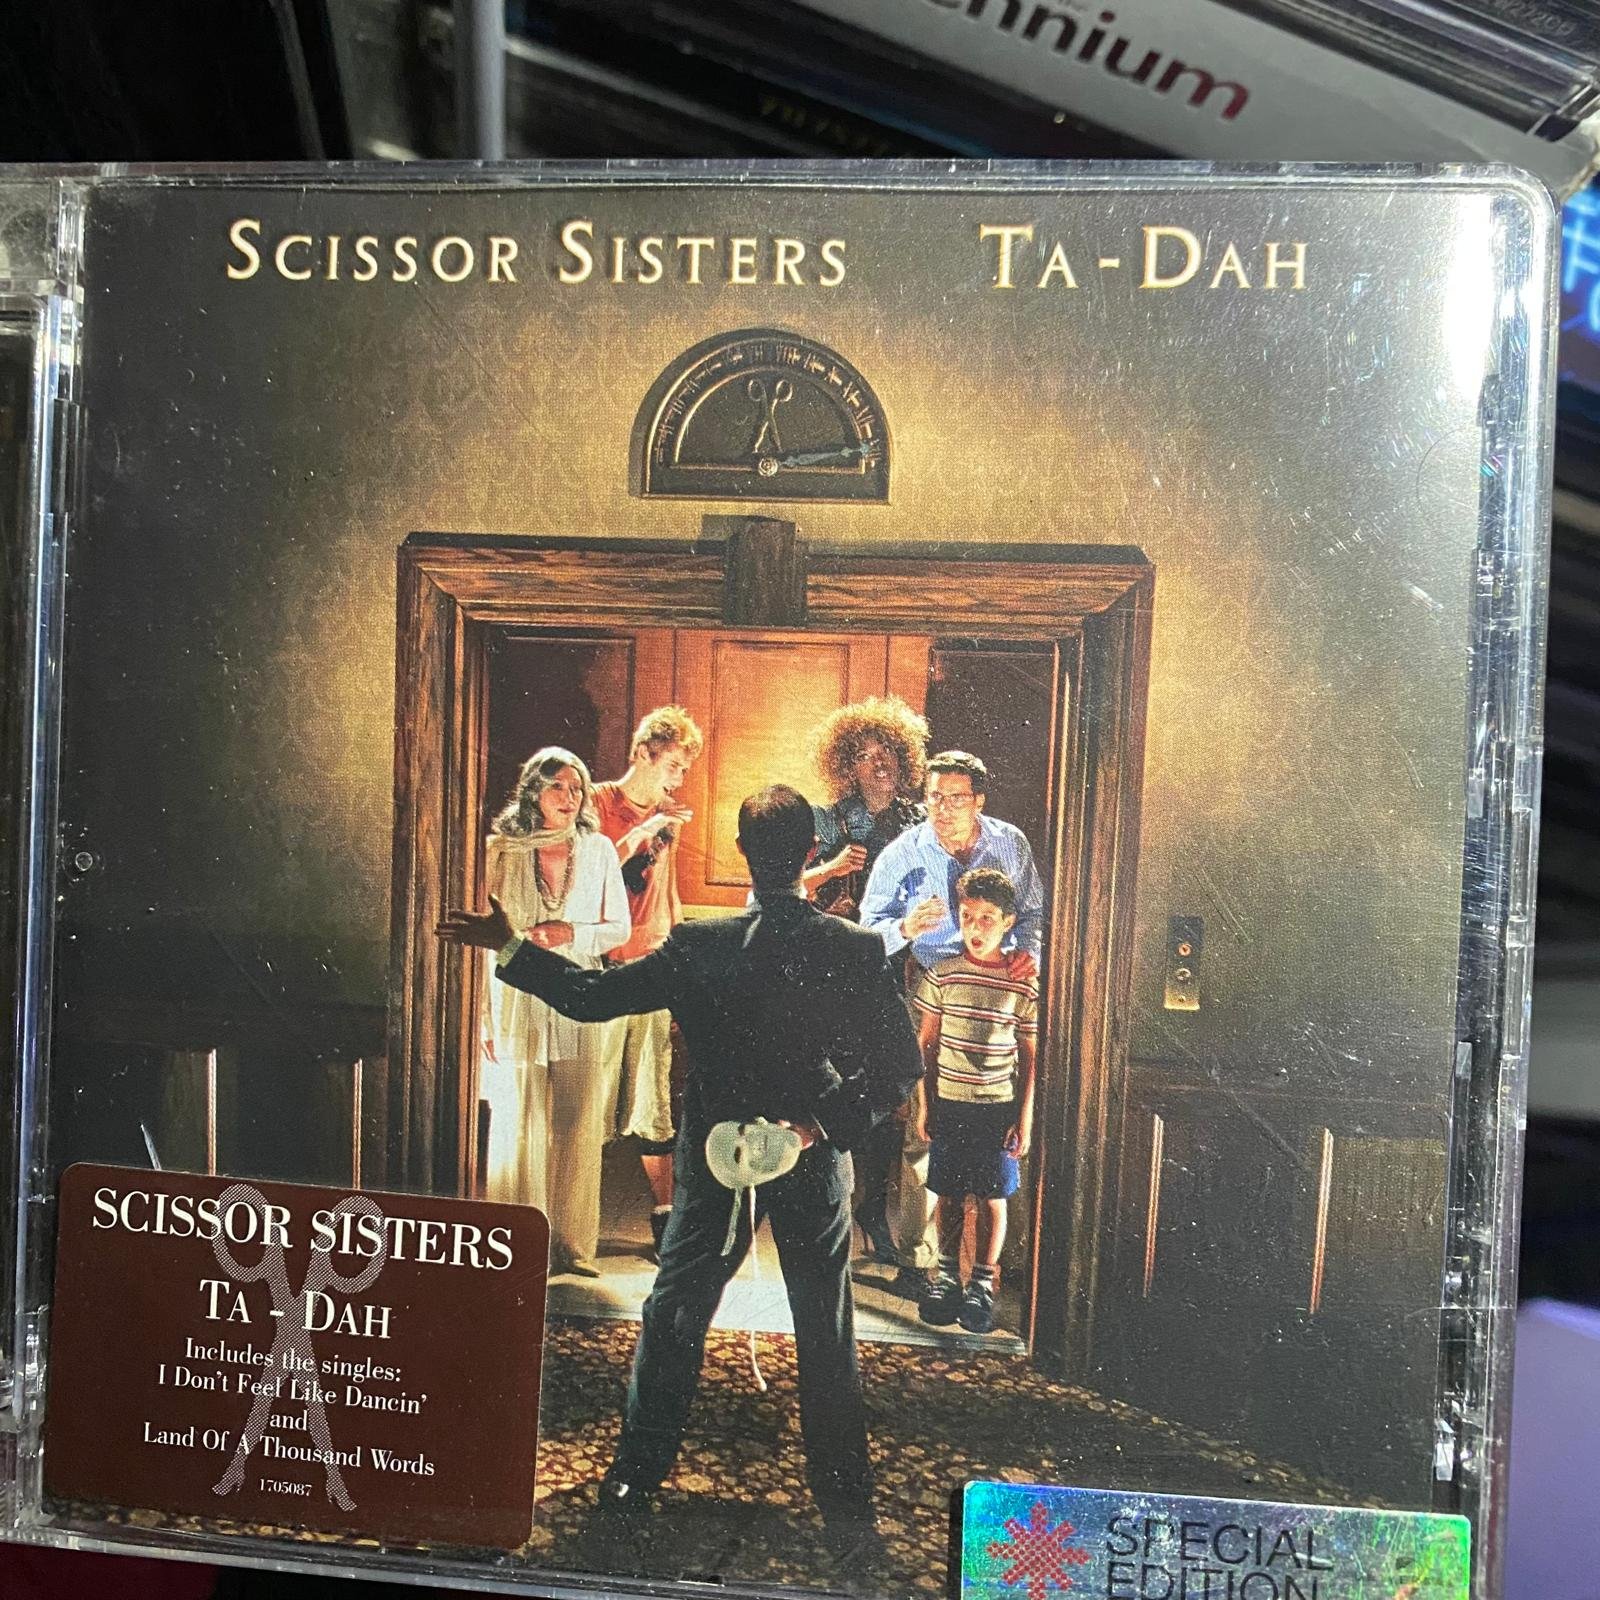 ennium
SCISSOR SISTERS TA-DAH
SCISSOR SISTERS
TA - DAH
Includes the singles:
I Don't Feel Like Dancin'
and
Land Of A Thousand Words
1705087
SPECIAL
EDITION